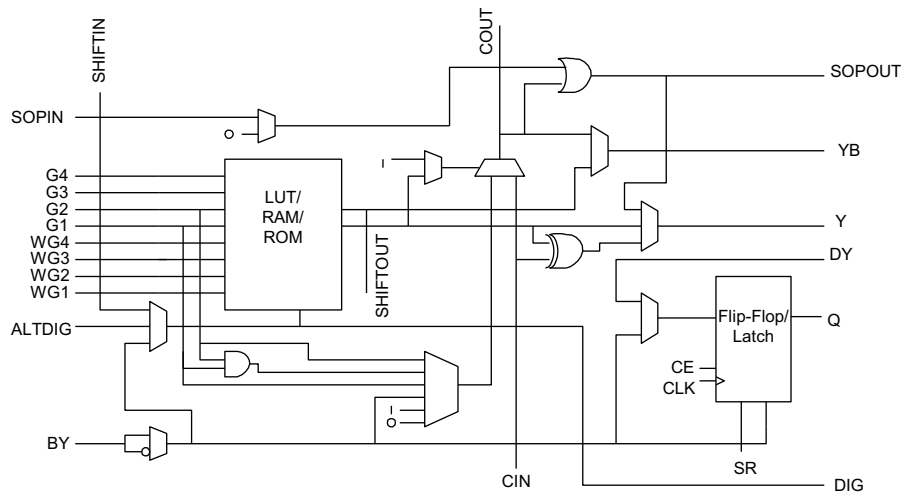 SHIFTIN
COUT
SOPIN
SOPOUT
YB
G4
G3
G2
G1
WG4
WG3
WG2
WG1
LUT/
RAM/
ROM
SHIFTOUT
Y
DY
ALTDIG
Flip-Flop/
Latch
Q
CE
CLK
BY
SR
CIN
DIG